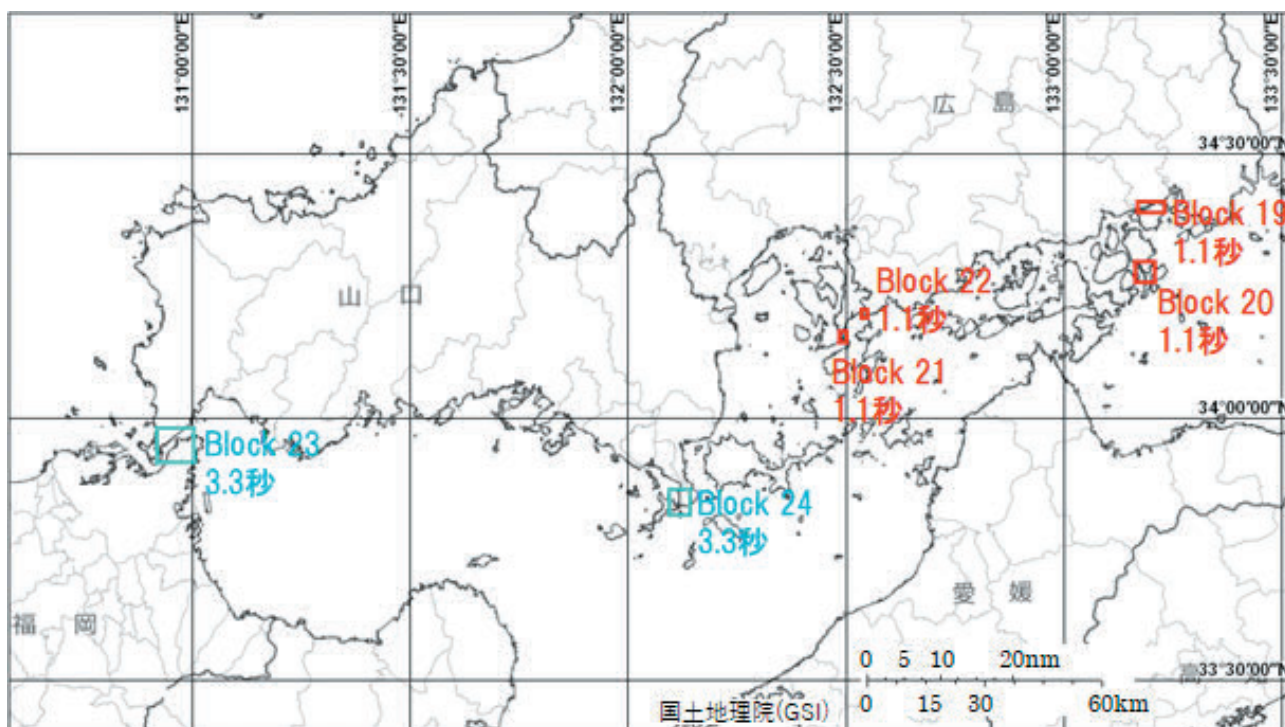 131°00'00"E
131°30'00"E
132°00'00"E
132°30'00"E
133°00'00"E
133°30'00"E
広島
34°30'00"N
Block 19
1.1秒
Block 20
1.1秒
Block 22
1.1秒
Block 21
1.1秒
山口
34°00'00"N
Block 23
3.3秒
Block 24
3.3秒
愛媛
福岡
0 5 10 20nm
33°30'00"N
0 15 30 60km
国土地理院(GSI)